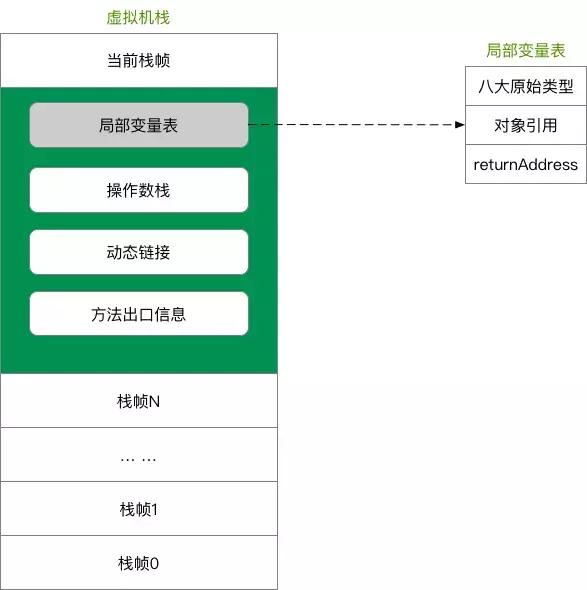 虚拟机栈
当前栈帧
局部变量表
操作数栈
动态链接
方法出口信息
栈帧N
... ...
栈帧1
栈帧0
局部变量表
八大原始类型
对象引用
returnAddress